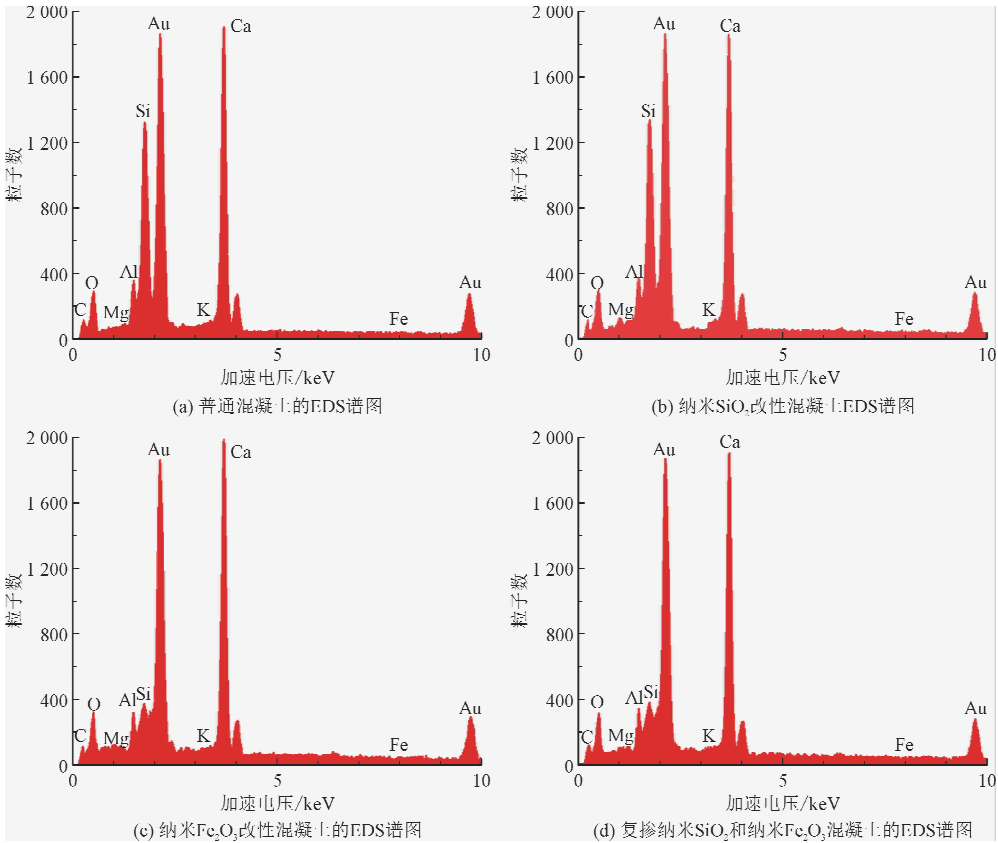 (a)
2 000
1 600
1 200
800
400
0
粒子数
C
O
Mg
Al
Si
Au
K
Ca
Fe
Au
0
5
10
加速电压/keV
(a) 普通混凝土的EDS谱图
2 000
1 600
1 200
800
400
0
粒子数
C
O
Mg
Al
Si
Au
K
Ca
Fe
Au
0
5
10
加速电压/keV
(b) 纳米SiO₂改性混凝土EDS谱图
2 000
1 600
1 200
800
400
0
粒子数
C
O
Mg
Al
Si
Au
K
Ca
Fe
Au
0
5
10
加速电压/keV
(c) 纳米Fe₂O₃改性混凝土的EDS谱图
2 000
1 600
1 200
800
400
0
粒子数
C
O
Mg
Al
Si
Au
K
Ca
Fe
Au
0
5
10
加速电压/keV
(d) 复掺纳米SiO₂和纳米Fe₂O₃混凝土的EDS谱图